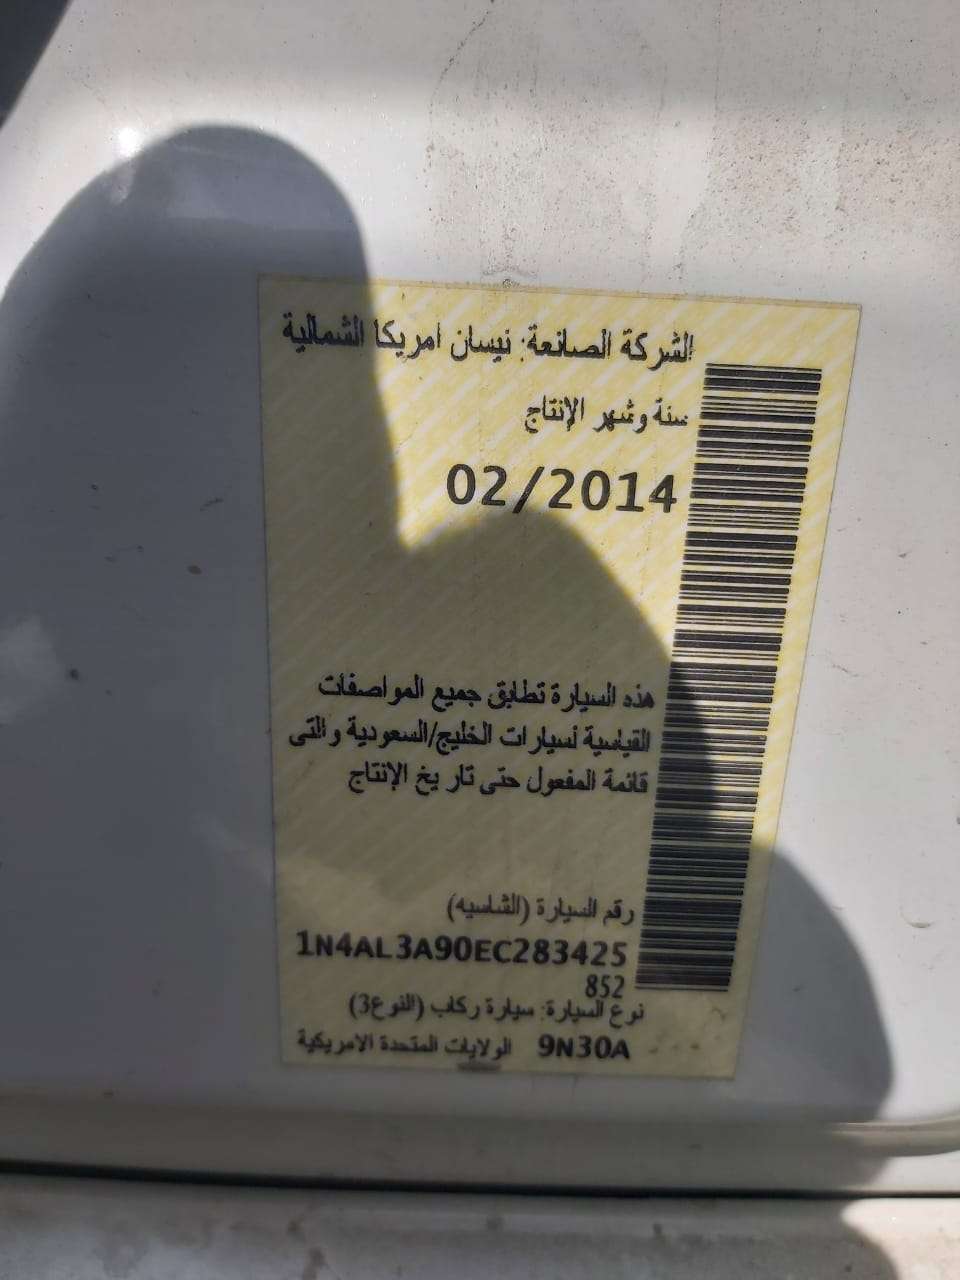 الشركة الصانعة: نيسان امريكا الشمالية
سنة وشهر الإنتاج
02/2014
هذه السيارة تطابق جميع المواصفات
القياسية لسيارات الخليج/السعودية والتى
قائمة المفعول حتى تاريخ الإنتاج
رقم السيارة (الشاسيه)
1N4AL3A90EC283425
852
نوع السيارة: سيارة ركاب (النوع3)
9N30A الولايات المتحدة الامريكية